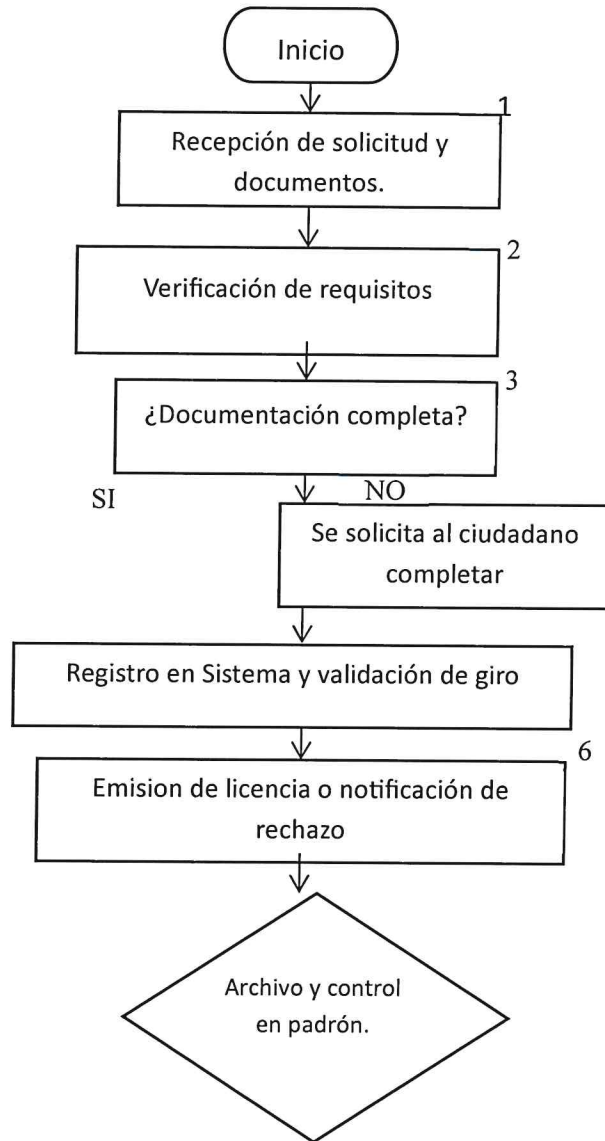 Inicio
1
Recepción de solicitud y
documentos.
2
Verificación de requisitos
3
¿Documentación completa?
SI
NO
Se solicita al ciudadano
completar
Registro en Sistema y validación de giro
6
Emision de licencia o notificación de
rechazo
Archivo y control
en padrón.